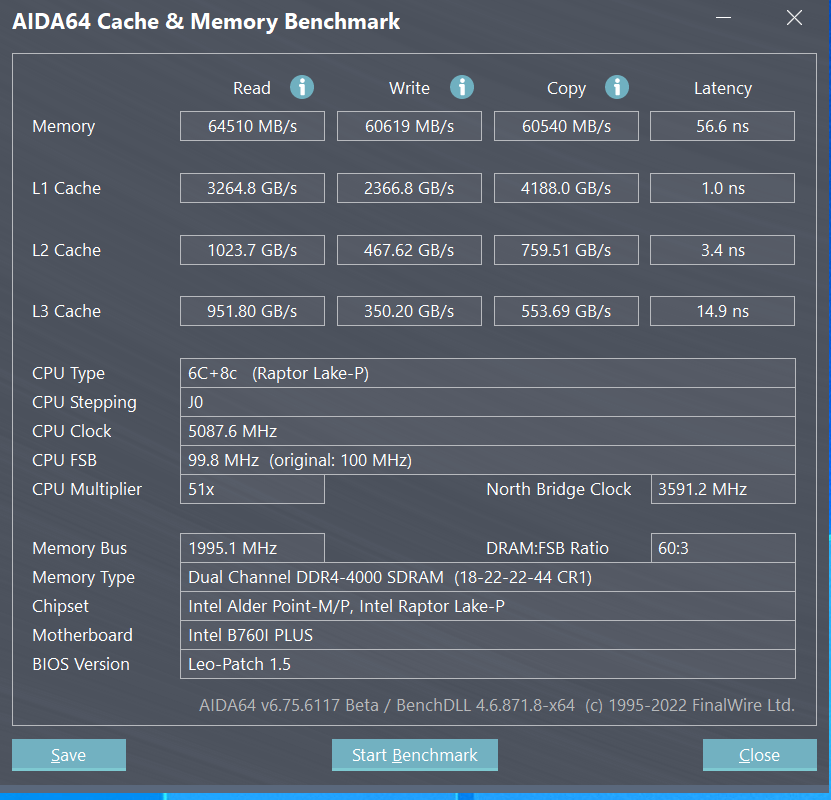 AIDA64 Cache & Memory Benchmark
Read Write Copy Latency
Memory 64510 MB/s 60619 MB/s 60540 MB/s 56.6 ns
L1 Cache 3264.8 GB/s 2366.8 GB/s 4188.0 GB/s 1.0 ns
L2 Cache 1023.7 GB/s 467.62 GB/s 759.51 GB/s 3.4 ns
L3 Cache 951.80 GB/s 350.20 GB/s 553.69 GB/s 14.9 ns
CPU Type 6C+8c (Raptor Lake-P)
CPU Stepping J0
CPU Clock 5087.6 MHz
CPU FSB 99.8 MHz (original: 100 MHz)
CPU Multiplier 51x North Bridge Clock 3591.2 MHz
Memory Bus 1995.1 MHz DRAM:FSB Ratio 60:3
Memory Type Dual Channel DDR4-4000 SDRAM (18-22-22-44 CR1)
Chipset Intel Alder Point-M/P, Intel Raptor Lake-P
Motherboard Intel B760I PLUS
BIOS Version Leo-Patch 1.5
AIDA64 v6.75.6117 Beta / BenchDLL 4.6.871.8-x64 (c) 1995-2022 FinalWire Ltd.
Save Start Benchmark Close